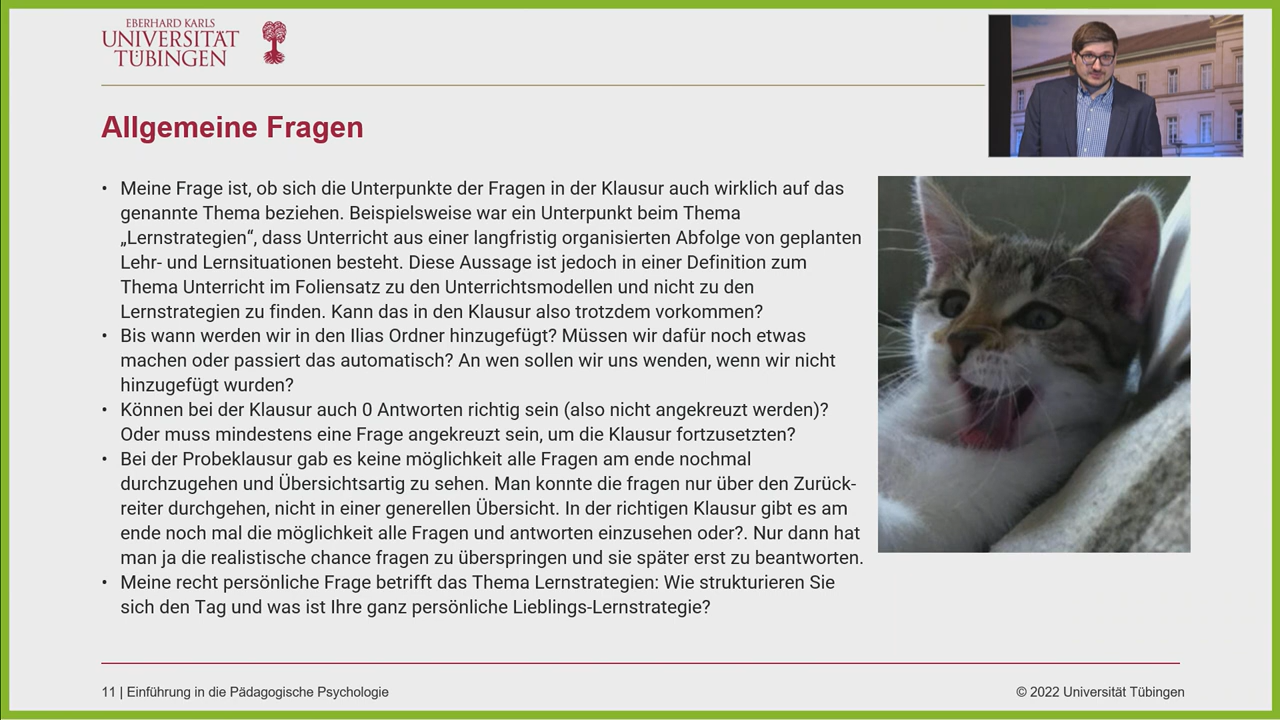 EBERHARD KARLS
UNIVERSITÄT
TÜBINGEN
Allgemeine Fragen
• Meine Frage ist, ob sich die Unterpunkte der Fragen in der Klausur auch wirklich auf das
genannte Thema beziehen. Beispielsweise war ein Unterpunkt beim Thema
„Lernstrategien“, dass Unterricht aus einer langfristig organisierten Abfolge von geplanten
Lehr- und Lernsituationen besteht. Diese Aussage ist jedoch in einer Definition zum
Thema Unterricht im Foliensatz zu den Unterrichtsmodellen und nicht zu den
Lernstrategien zu finden. Kann das in den Klausur also trotzdem vorkommen?
• Bis wann werden wir in den Ilias Ordner hinzugefügt? Müssen wir dafür noch etwas
machen oder passiert das automatisch? An wen sollen wir uns wenden, wenn wir nicht
hinzugefügt wurden?
• Können bei der Klausur auch 0 Antworten richtig sein (also nicht angekreuzt werden)?
Oder muss mindestens eine Frage angekreuzt sein, um die Klausur fortzusetzten?
• Bei der Probeklausur gab es keine möglichkeit alle Fragen am ende nochmal
durchzugehen und Übersichtsartig zu sehen. Man konnte die fragen nur über den Zurück-
reiter durchgehen, nicht in einer generellen Übersicht. In der richtigen Klausur gibt es am
ende noch mal die möglichkeit alle Fragen und antworten einzusehen oder?. Nur dann hat
man ja die realistische chance fragen zu überspringen und sie später erst zu beantworten.
• Meine recht persönliche Frage betrifft das Thema Lernstrategien: Wie strukturieren Sie
sich den Tag und was ist Ihre ganz persönliche Lieblings-Lernstrategie?
11 | Einführung in die Pädagogische Psychologie
© 2022 Universität Tübingen